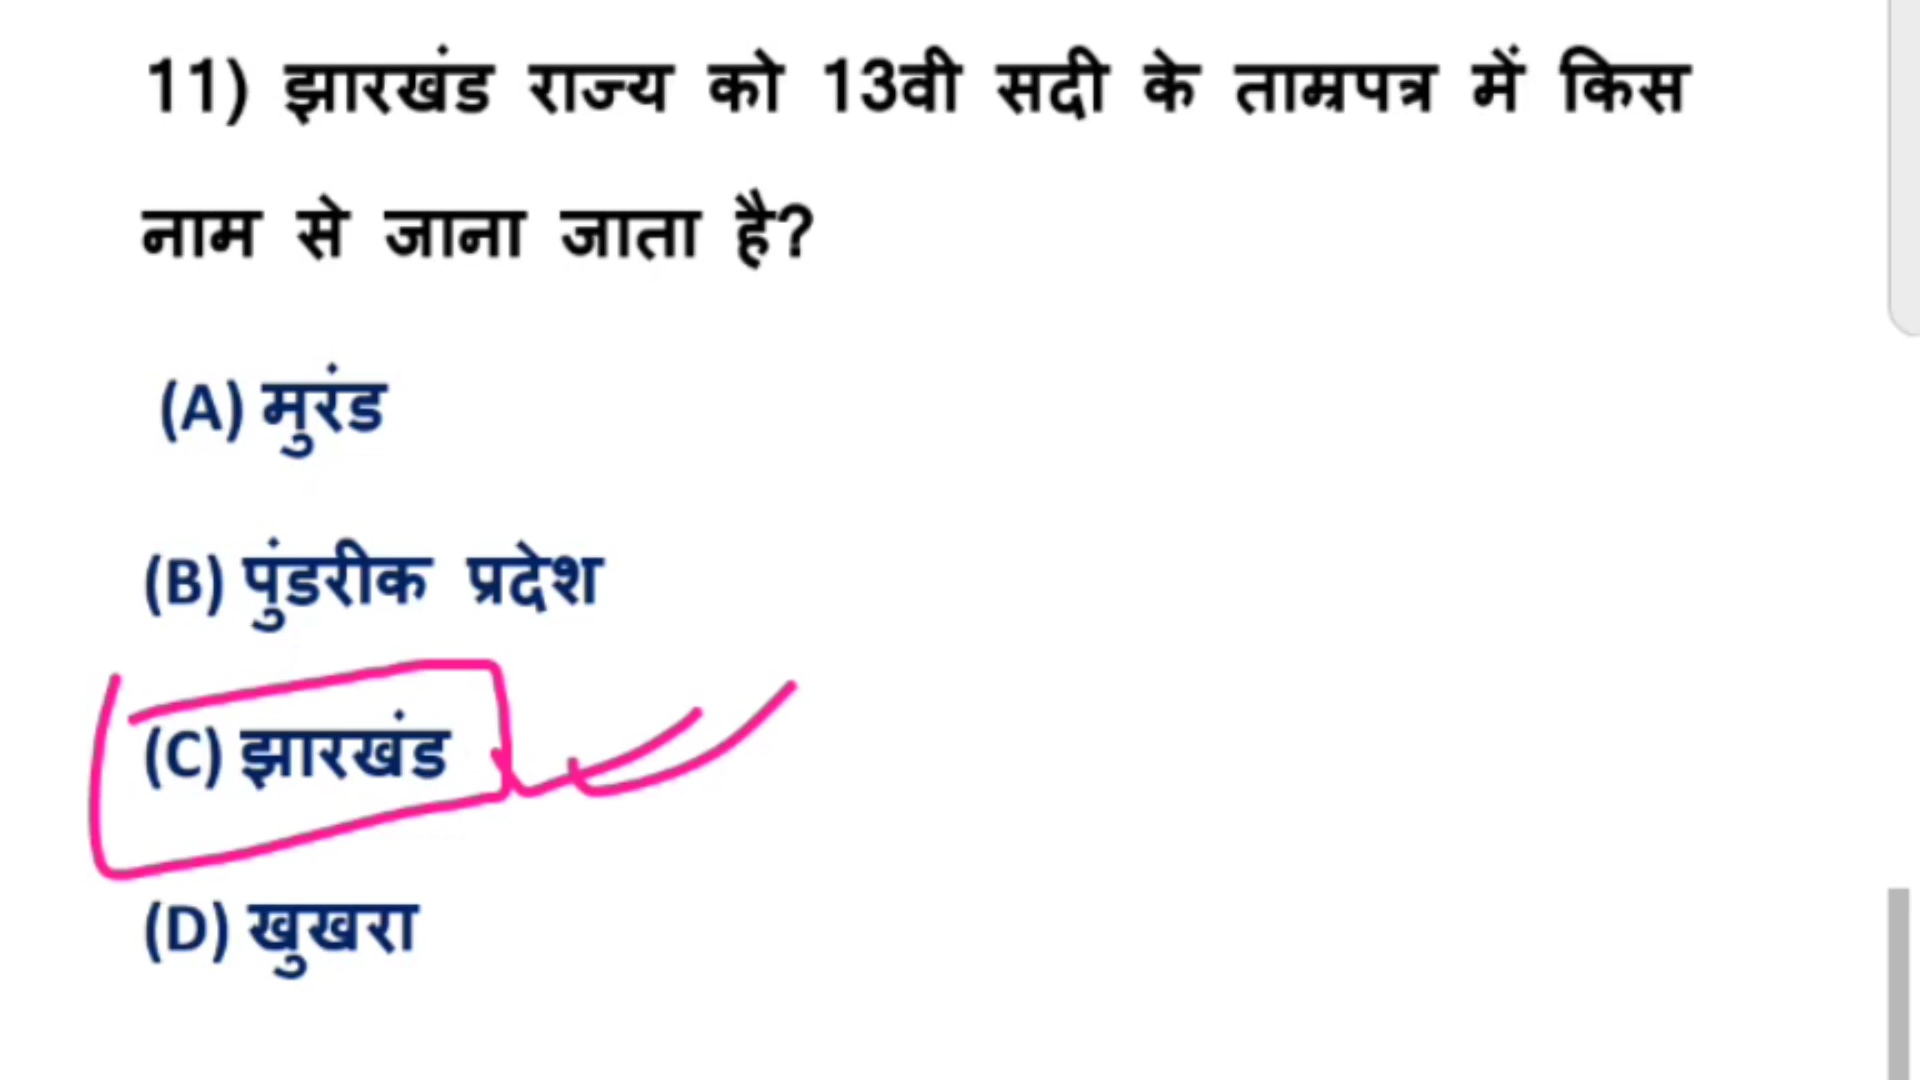 11) झारखंड राज्य को 13वी सदी के ताम्रपत्र में किस
नाम से जाना जाता है?
(A) मुरंड
(B) पुंडरीक प्रदेश
(C) झारखंड
(D) खुखरा